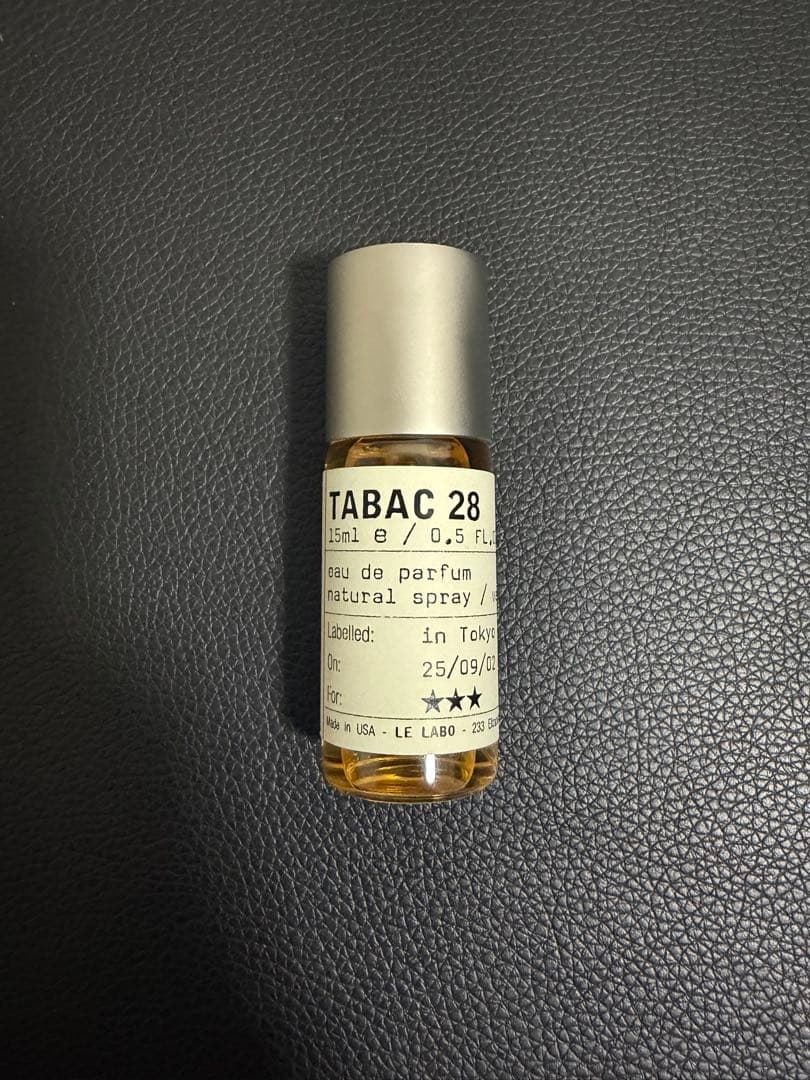 TABAC 28
15ml e / 0.5 FL.
eau de parfum
natural spray /
Labelled: in Tokyo
On: 25/09/02
For: ★★★
Made in USA - LE LABO - 233